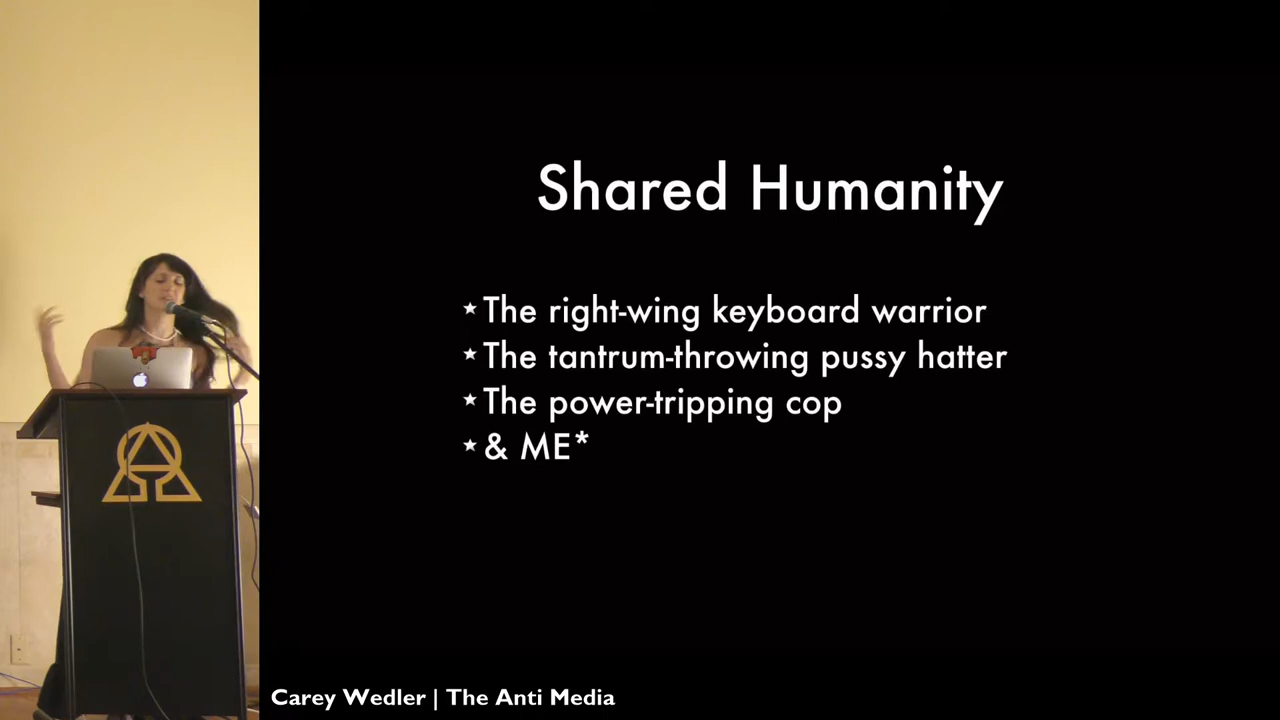 Shared Humanity
The right-wing keyboard warrior
The tantrum-throwing pussy hatter
The power-tripping cop
& ME*
Carey Wedler | The Anti Media